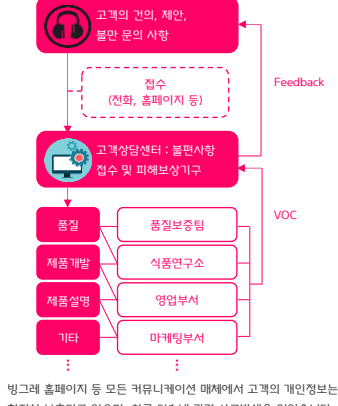 고객의 건의, 제안,
불만 문의 사항
접수
(전화, 홈페이지 등)
Feedback
고객상담센터 : 불편사항
접수 및 피해보상기구
VOC
품질
품질보증팀
제품개발
식품연구소
제품설명
영업부서
기타
마케팅부서
빙그레 홈페이지 등 모든 커뮤니케이션 매체에서 고객의 개인정보는